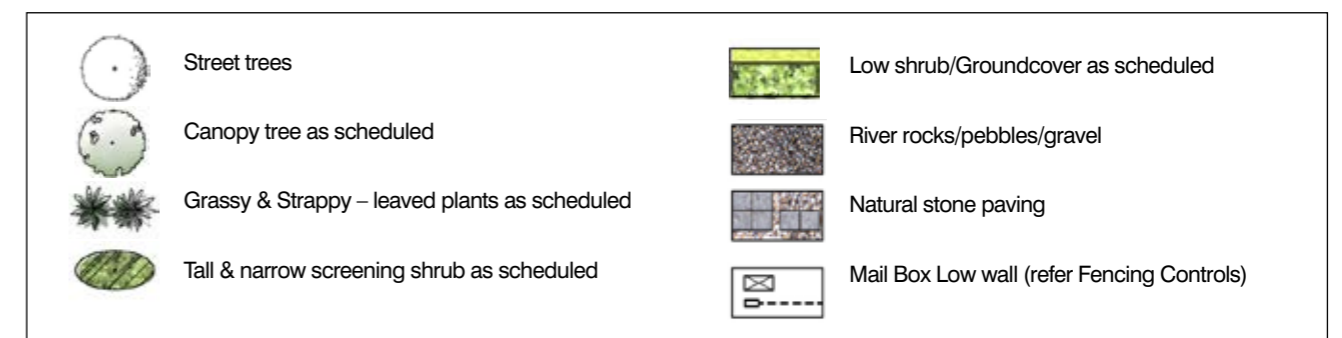 Street trees
Canopy tree as scheduled
Grassy & Strappy – leaved plants as scheduled
Tall & narrow screening shrub as scheduled
Low shrub/Groundcover as scheduled
River rocks/pebbles/gravel
Natural stone paving
Mail Box Low wall (refer Fencing Controls)